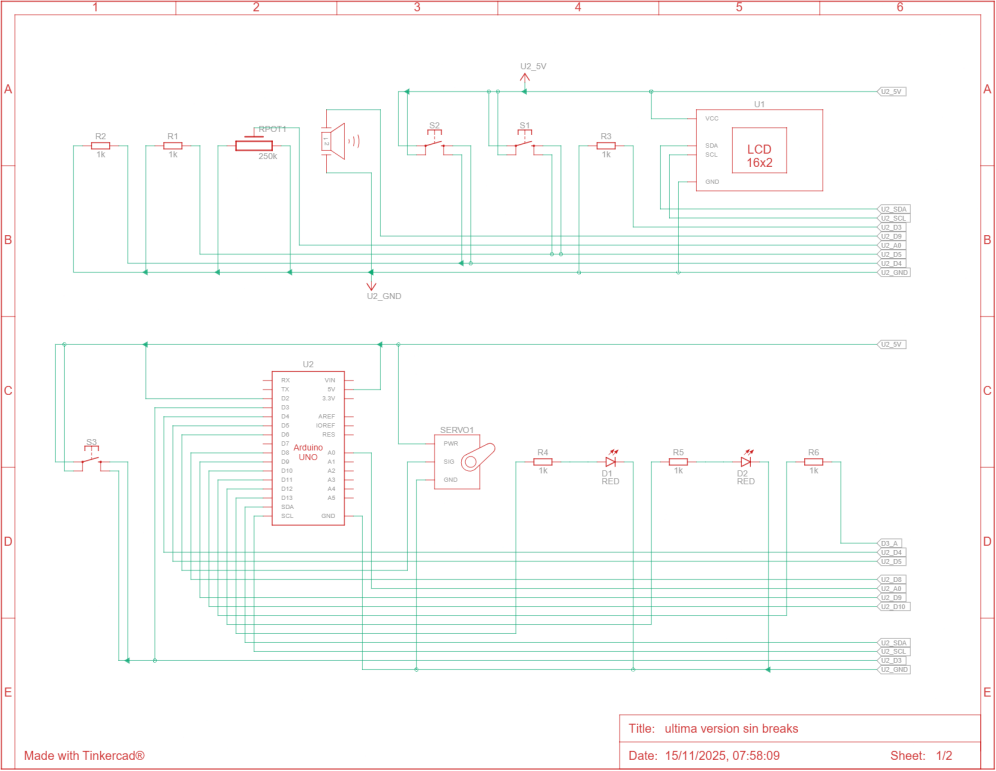 1 2 3 4 5 6
A A
B B
C C
D D
E E
U2_5V
U2_5V
U1
VCC
SDA
SCL
GND
LCD
16x2
R2
1k
R1
1k
RPOT1
250k
S2
S1
R3
1k
U2_SDA
U2_SCL
U2_D3
U2_D9
U2_A0
U2_D5
U2_D4
U2_GND
U2_GND
U2_5V
U2
RX VIN
TX 5V
D2 3.3V
D3
D4 AREF
D5 IOREF
D6 RES
D7
D8 A0
D9 A1
D10 A2
D11 A3
D12 A4
D13 A5
SDA
SCL GND
Arduino
UNO
S3
SERVO1
PWR
SIG
GND
R4
1k
D1
RED
R5
1k
D2
RED
R6
1k
D3_A
U2_D4
U2_D5
U2_D8
U2_A0
U2_D9
U2_D10
U2_SDA
U2_SCL
U2_D3
U2_GND
Title: ultima version sin breaks
Made with Tinkercad®
Date: 15/11/2025, 07:58:09 Sheet: 1/2